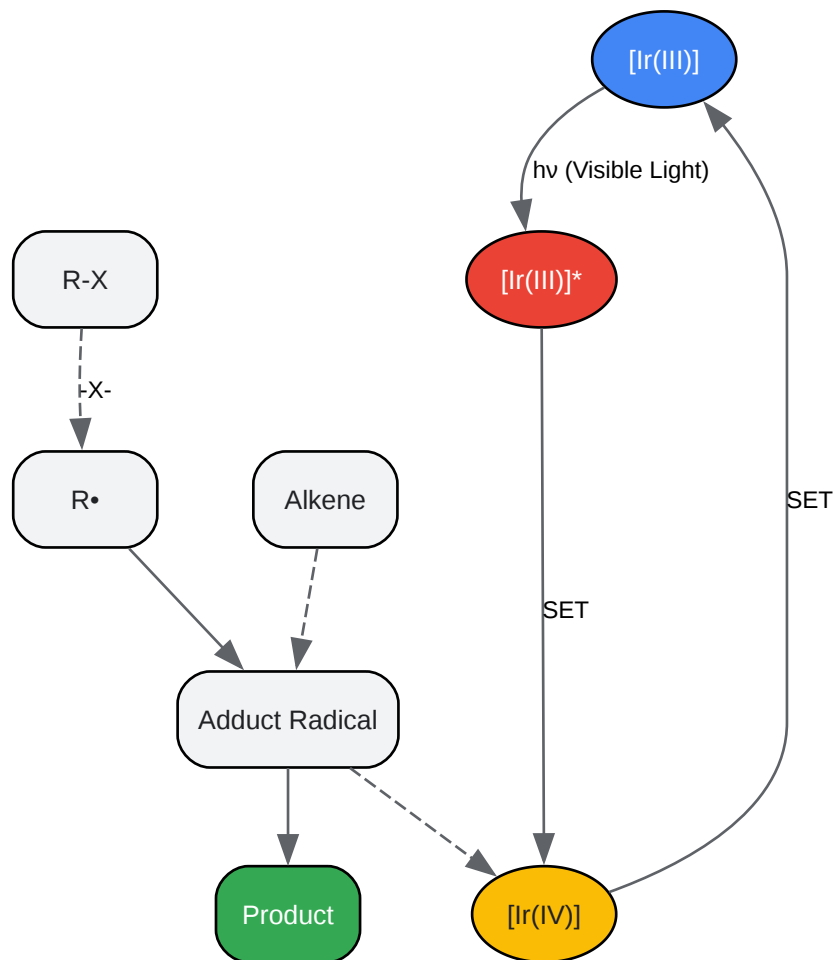 [Ir(III)]
hν (Visible Light)
R-X
[Ir(III)]*
-X-
R•
Alkene
SET
SET
Adduct Radical
Product
[Ir(IV)]